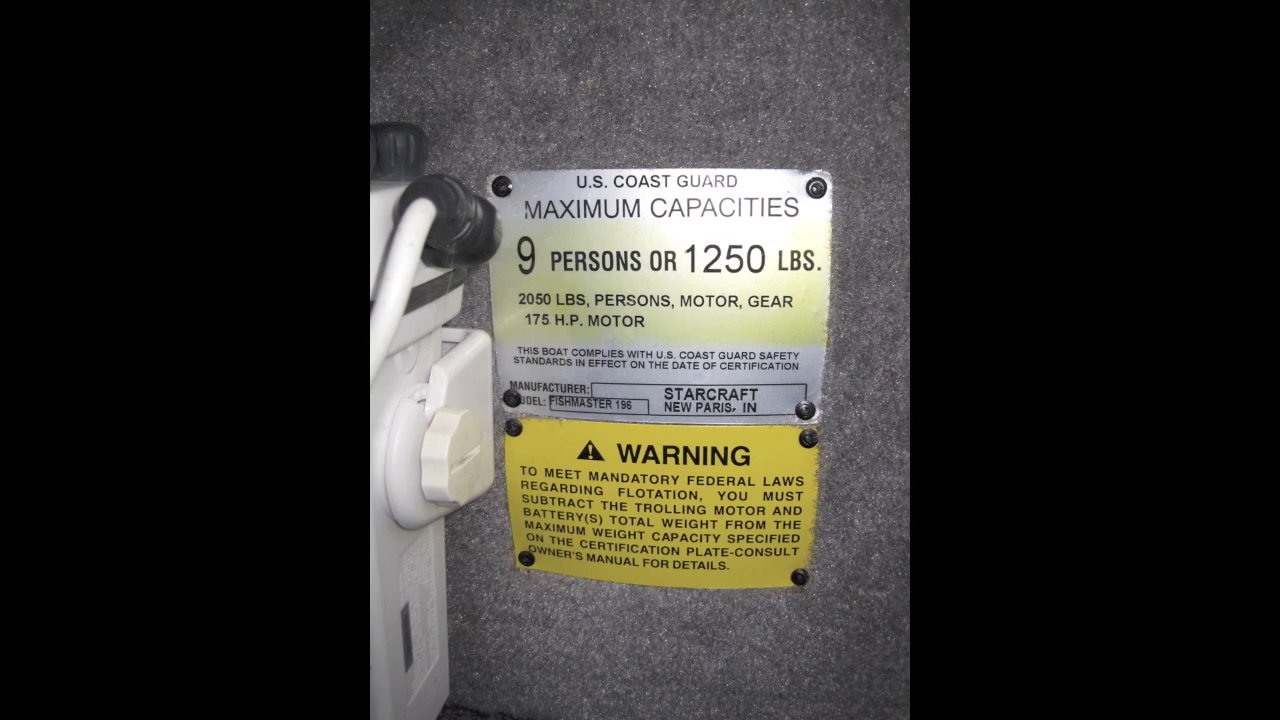 U.S. COAST GUARD
MAXIMUM CAPACITIES
9 PERSONS OR 1250 LBS.
2050 LBS, PERSONS, MOTOR, GEAR
175 H.P. MOTOR
THIS BOAT COMPLIES WITH U.S. COAST GUARD SAFETY
STANDARDS IN EFFECT ON THE DATE OF CERTIFICATION
MANUFACTURER: STARCRAFT
MODEL: FISHMASTER 196 NEW PARIS, IN
WARNING
TO MEET MANDATORY FEDERAL LAWS
REGARDING FLOTATION, YOU MUST
SUBTRACT THE TROLLING MOTOR AND
BATTERY(S) TOTAL WEIGHT FROM THE
MAXIMUM WEIGHT CAPACITY SPECIFIED
ON THE CERTIFICATION PLATE-CONSULT
OWNER'S MANUAL FOR DETAILS.